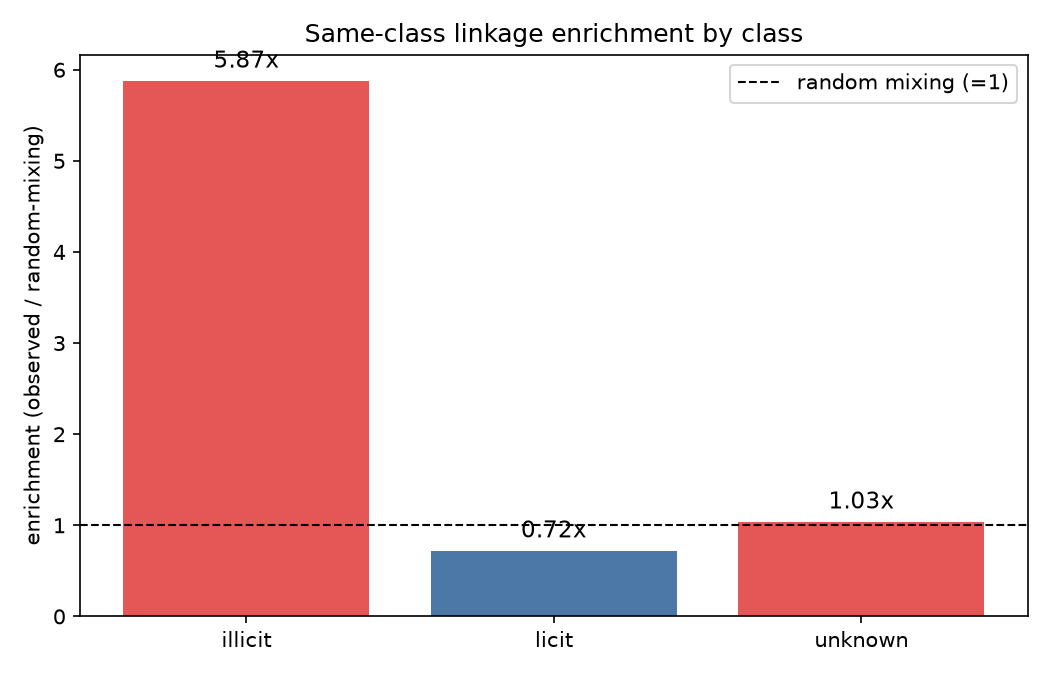 Same-class linkage enrichment by class
5.87x
random mixing (=1)
6
5
4
3
2
1
0
enrichment (observed / random-mixing)
0.72x
1.03x
illicit
licit
unknown